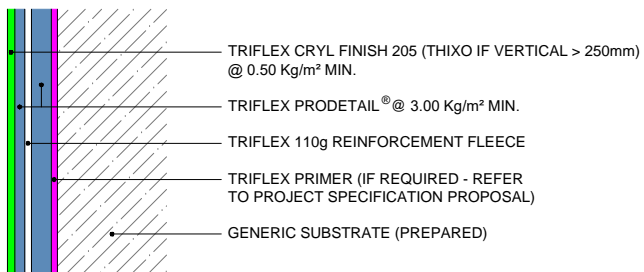 TRIFLEX CRYL FINISH 205 (THIXO IF VERTICAL > 250mm)
@ 0.50 Kg/m² MIN.
TRIFLEX PRODETAIL® @ 3.00 Kg/m² MIN.
TRIFLEX 110g REINFORCEMENT FLEECE
TRIFLEX PRIMER (IF REQUIRED - REFER
TO PROJECT SPECIFICATION PROPOSAL)
GENERIC SUBSTRATE (PREPARED)